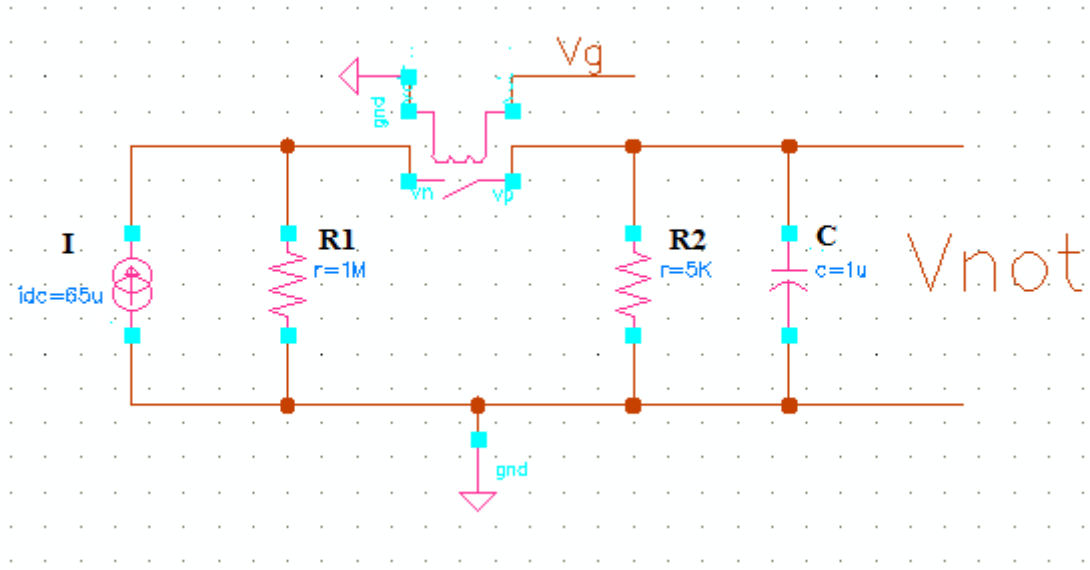 Vg
gnd
vn
vp
I
idc=65u
R1
r=1M
R2
r=5K
C
c=1u
Vnot
gnd